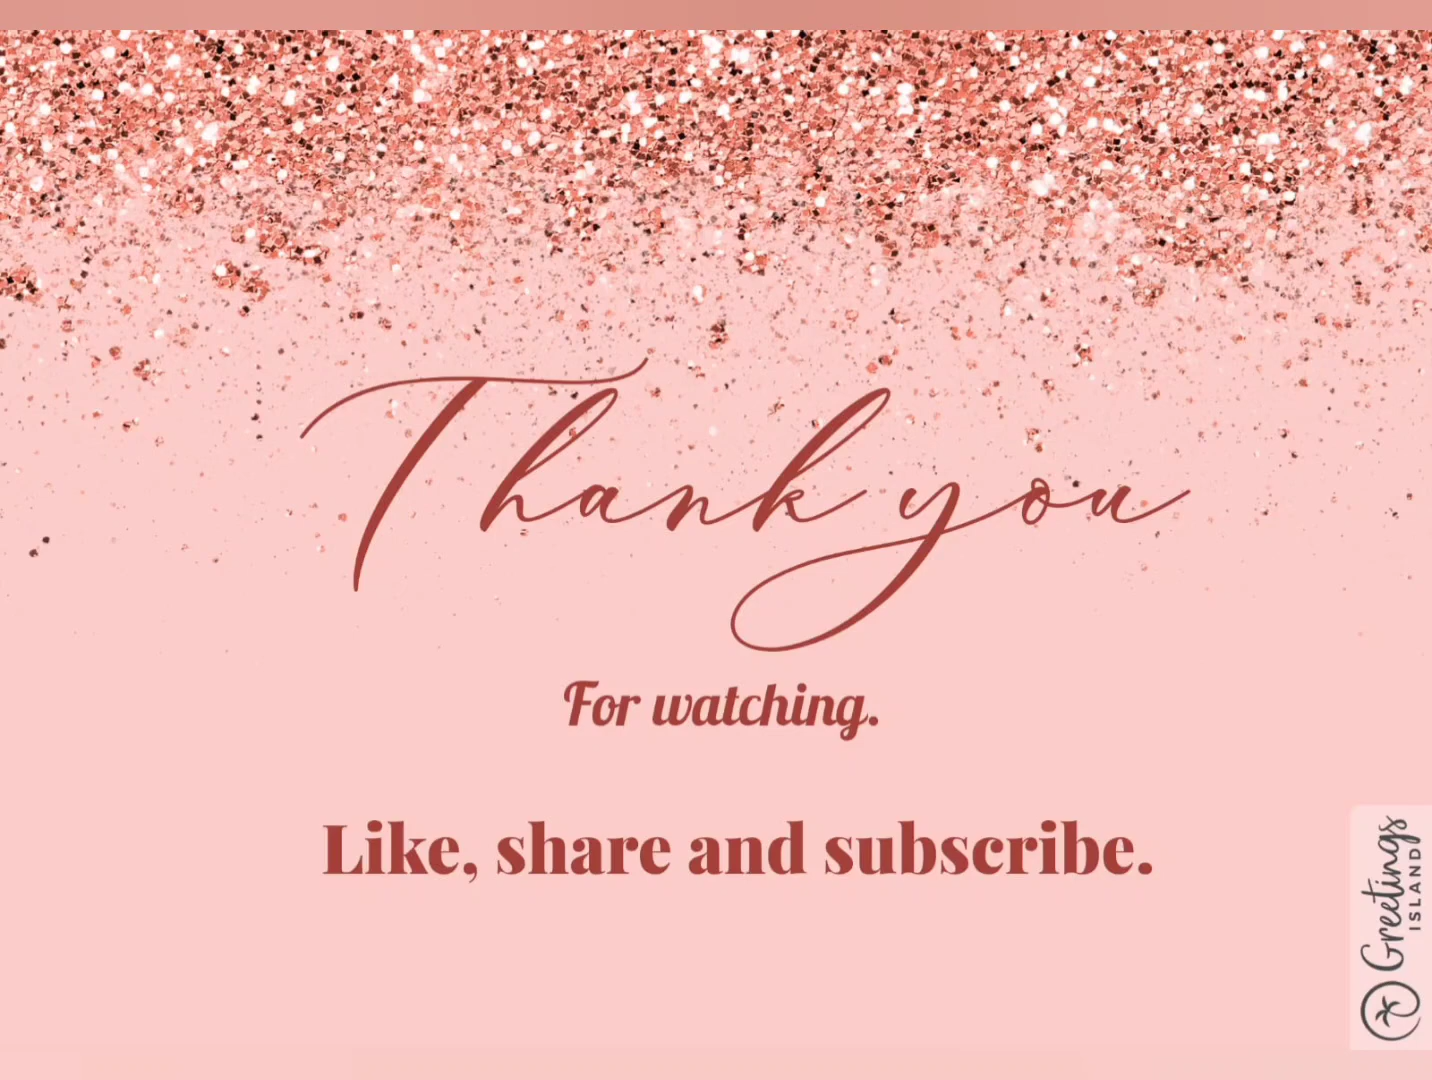 Thank you
For watching.
Like, share and subscribe.
Greetings
ISLAND